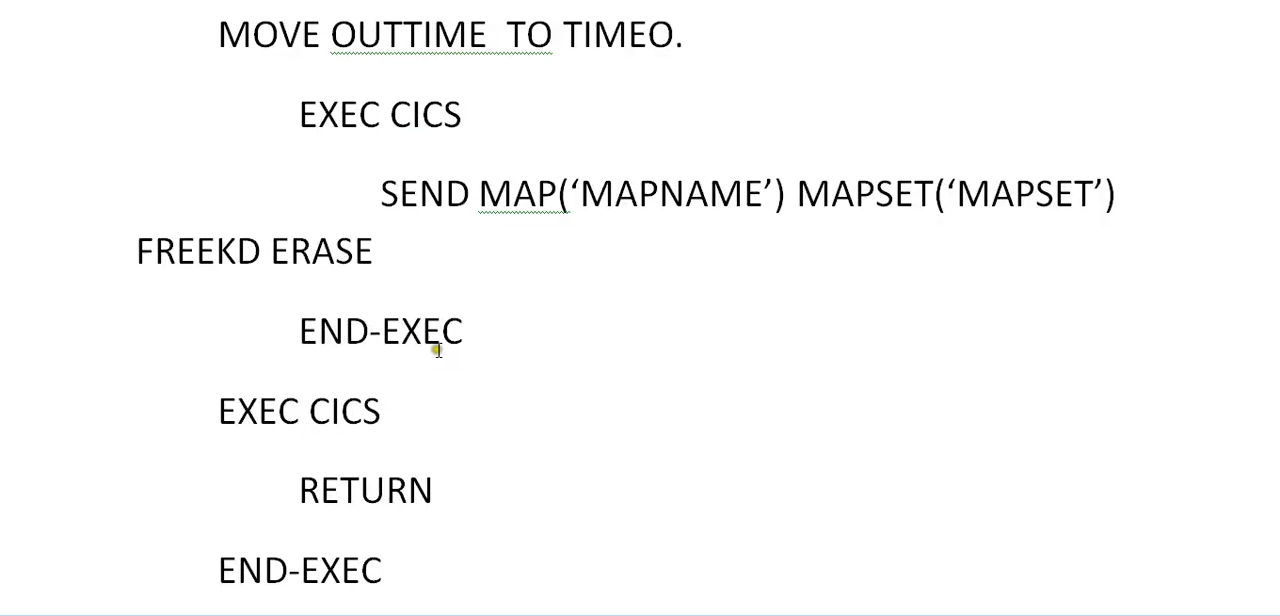 MOVE OUTTIME  TO TIMEO.
EXEC CICS
SEND MAP(‘MAPNAME’) MAPSET(‘MAPSET’)
FREEKD ERASE
END-EXEC
EXEC CICS
RETURN
END-EXEC